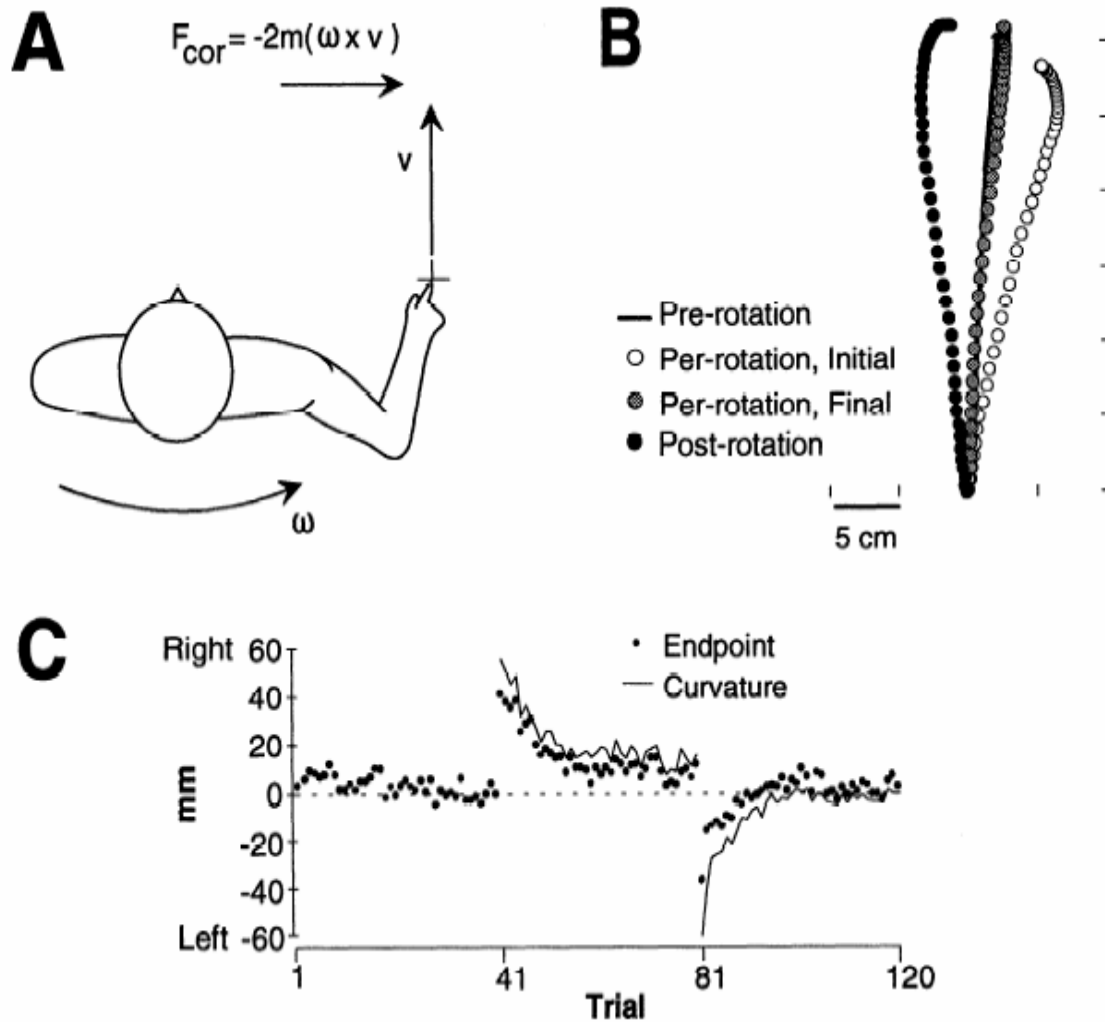 A
F_cor = -2m(ω x v)
v
ω
B
Pre-rotation
Per-rotation, Initial
Per-rotation, Final
Post-rotation
5 cm
C
Right 60
40
20
0
-20
-40
Left -60
mm
Endpoint
Curvature
1 41 81 120
Trial